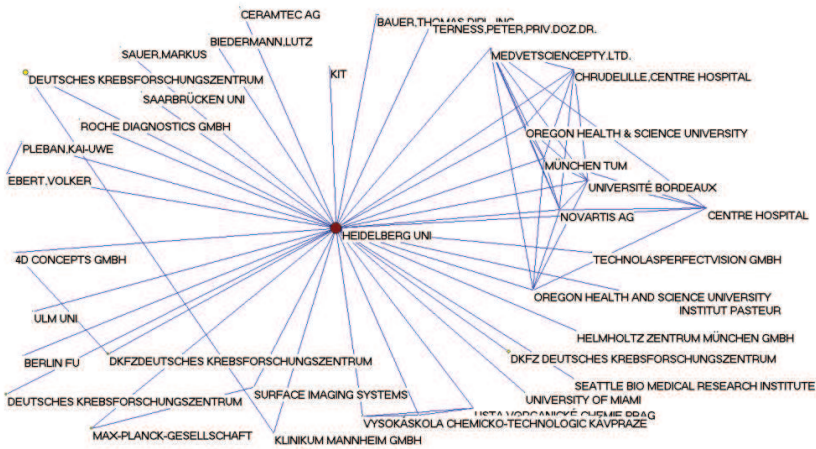 CERAMTEC AG
BAUER,THOMAS,DIPL.-ING.
TERNESS,PETER,PRIV.DOZ.DR.
BIEDERMANN,LUTZ
SAUER,MARKUS
MEDVETSCIENCEPTY.LTD.
KIT
DEUTSCHES KREBSFORSCHUNGSZENTRUM
CHRUDELILLE,CENTRE HOSPITAL
SAARBRÜCKEN UNI
ROCHE DIAGNOSTICS GMBH
OREGON HEALTH & SCIENCE UNIVERSITY
PLEBAN,KAI-UWE
MÜNCHEN TUM
EBERT,VOLKER
UNIVERSITÉ BORDEAUX
NOVARTIS AG
CENTRE HOSPITAL
HEIDELBERG UNI
4D CONCEPTS GMBH
TECHNOLASPERFECTVISION GMBH
OREGON HEALTH AND SCIENCE UNIVERSITY
INSTITUT PASTEUR
ULM UNI
HELMHOLTZ ZENTRUM MÜNCHEN GMBH
BERLIN FU
DKFZDEUTSCHES KREBSFORSCHUNGSZENTRUM
DKFZ DEUTSCHES KREBSFORSCHUNGSZENTRUM
SEATTLE BIO MEDICAL RESEARCH INSTITUTE
SURFACE IMAGING SYSTEMS
UNIVERSITY OF MIAMI
DEUTSCHES KREBSFORSCHUNGSZENTRUM
CHEMIE PRAG
VYSOKASKOLA CHEMICKO-TECHNOLOGIC KAVPRAZE
MAX-PLANCK-GESELLSCHAFT
KLINIKUM MANNHEIM GMBH